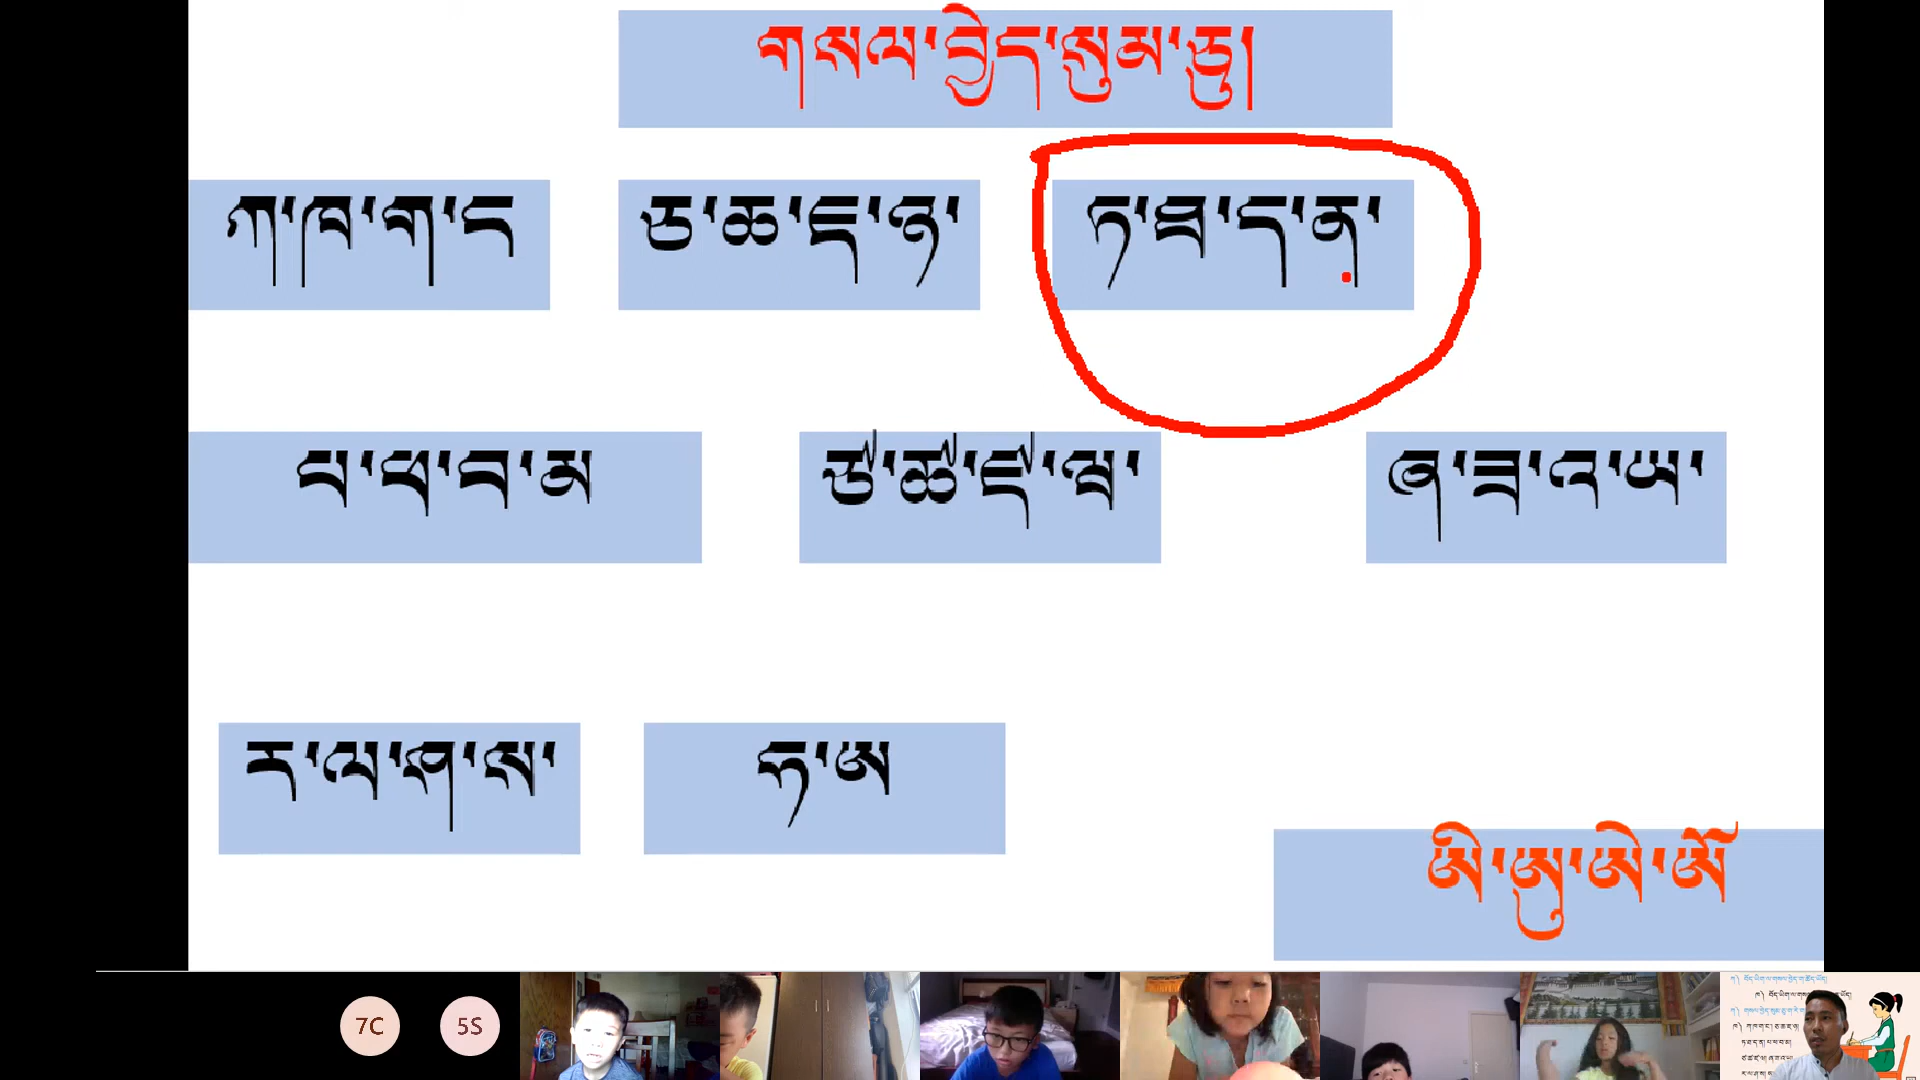 གསལ་བྱེད་སུམ་ཅུ།
ཀ་ཁ་ག་ང
ཅ་ཆ་ཇ་ཉ་
ཏ་ཐ་ད་ན་
པ་ཕ་བ་མ
ཙ་ཚ་ཛ་ཝ་
ཞ་ཟ་འ་ཡ་
ར་ལ་ཤ་ས་
ཧ་ཨ
ཨི་ཨུ་ཨེ་ཨོ
7C
5S